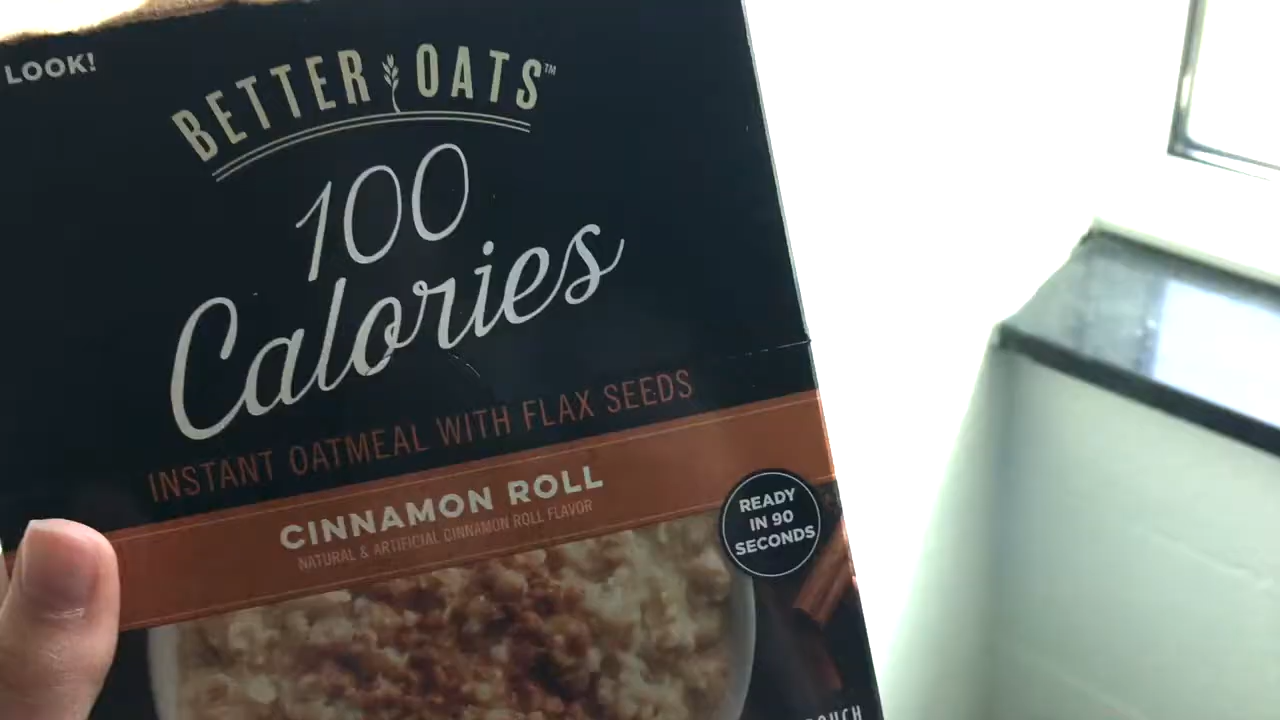 LOOK!
BETTER OATS™
100
Calories
INSTANT OATMEAL WITH FLAX SEEDS
CINNAMON ROLL
NATURAL & ARTIFICIAL CINNAMON ROLL FLAVOR
READY
IN 90
SECONDS